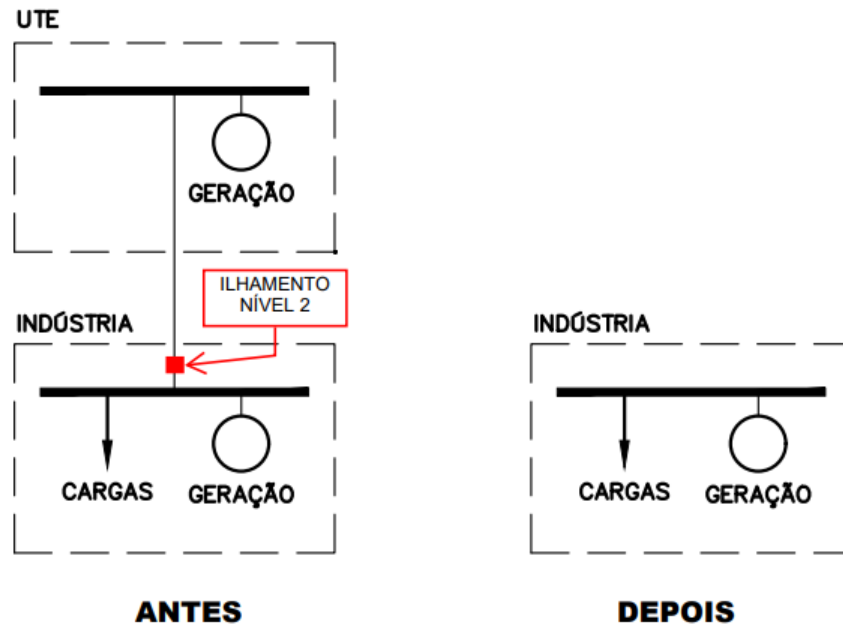 UTE
GERAÇÃO
ILHAMENTO
NÍVEL 2
INDÚSTRIA
CARGAS
GERAÇÃO
ANTES
INDÚSTRIA
CARGAS
GERAÇÃO
DEPOIS